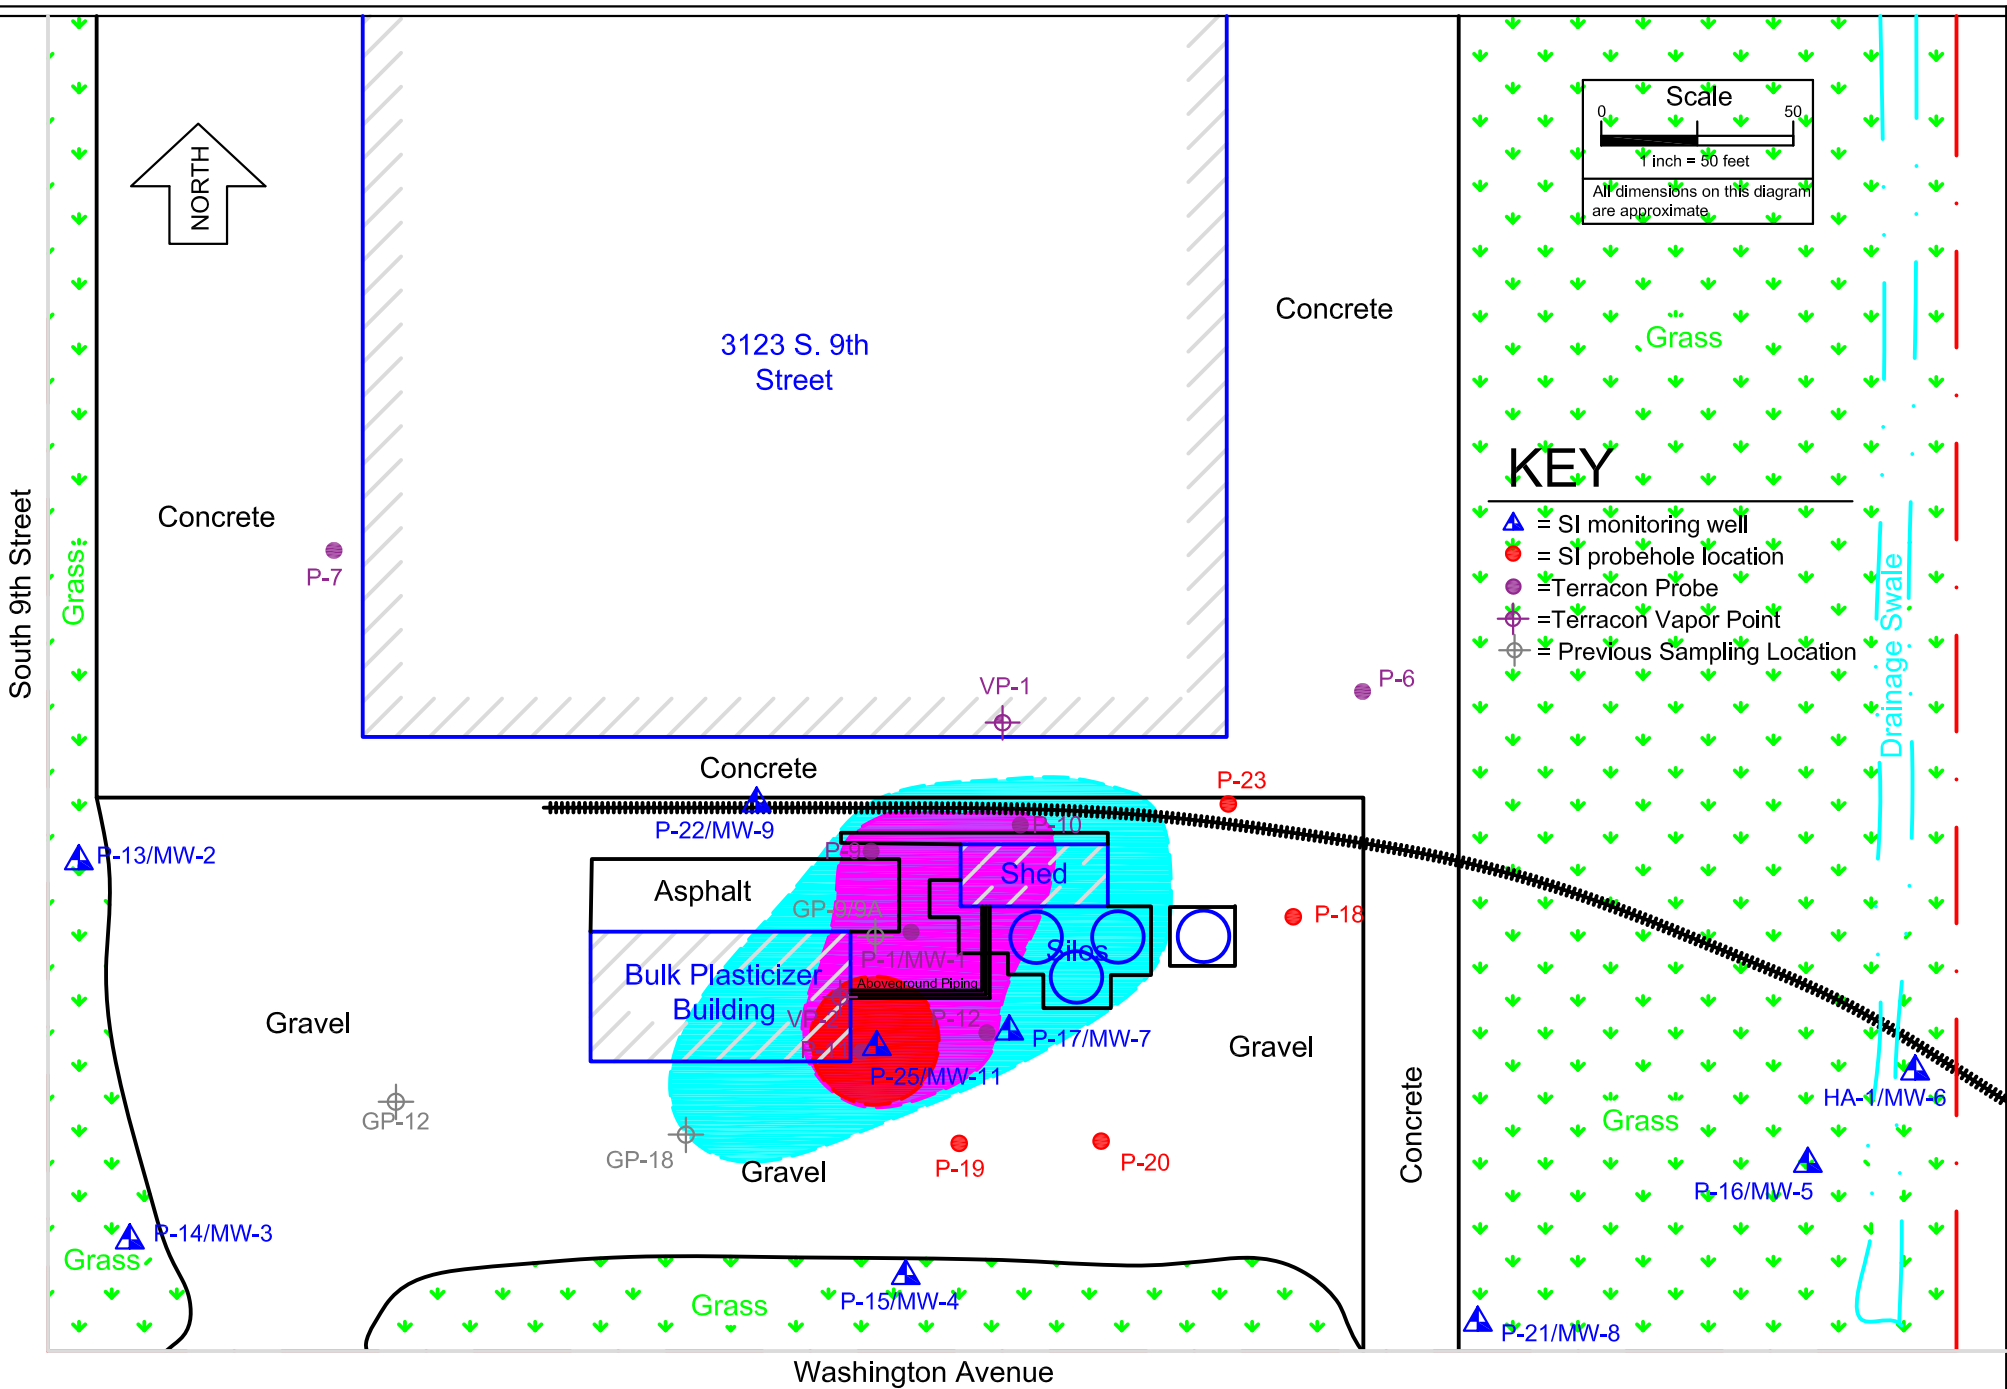 Scale
0 50
1 inch = 50 feet
All dimensions on this diagram
are approximate
NORTH
Concrete
Grass
3123 S. 9th
Street
KEY
= SI monitoring well
= SI probehole location
=Terracon Probe
=Terracon Vapor Point
= Previous Sampling Location
South 9th Street
Grass
Concrete
P-7
Drainage Swale
VP-1
P-6
Concrete
P-23
P-22/MW-9
P-10
P-13/MW-2
P-9
Asphalt
Shed
GP-9/9A
P-18
P-1/MW-1
Silos
Bulk Plasticizer
Building
Aboveground Piping
VP-2
P-12
P-17/MW-7
Gravel
Gravel
P-25/MW-11
HA-1/MW-6
GP-12
Concrete
Grass
GP-18
Gravel
P-19
P-20
P-16/MW-5
P-14/MW-3
Grass
Grass
P-15/MW-4
P-21/MW-8
Washington Avenue